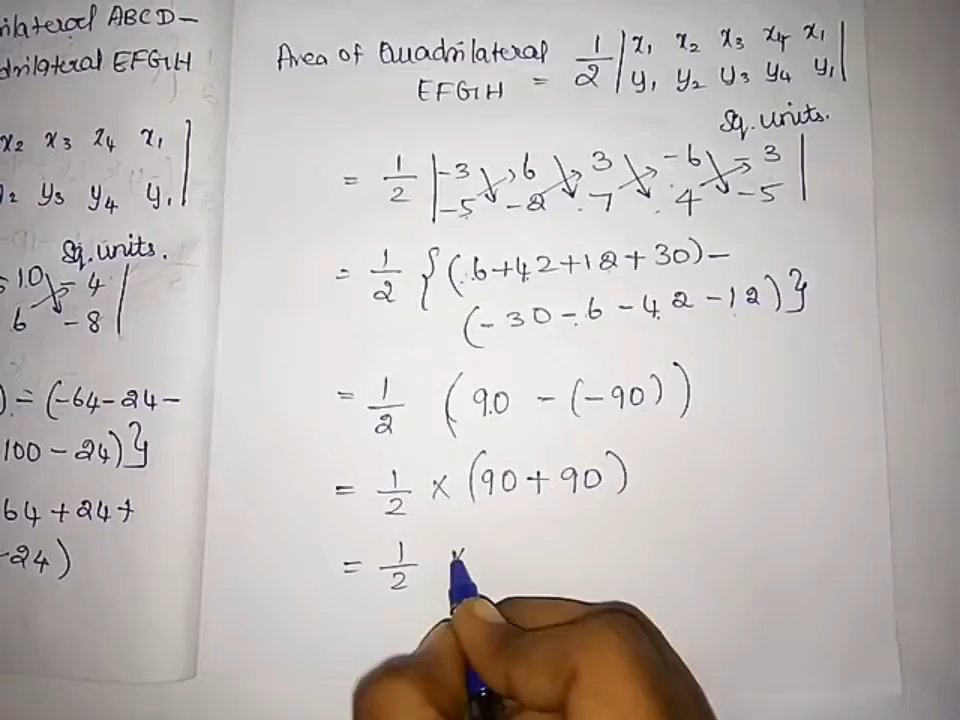 ilateral ABCD –
drilateral EFGH
x2 x3 x4 x1 |
2 y3 y4 y1 |
Sq. units.
10 – 4 |
6 – 8 |
) = (-64 – 24 –
100 – 24)}
64 + 24 +
-24)
Area of Quadrilateral
EFGH = 1/2 | x1 x2 x3 x4 x1 |
| y1 y2 y3 y4 y1 |
Sq. units.
= 1/2 | -3 6 3 -6 -3 |
| -5 -2 7 4 -5 |
= 1/2 { (6 + 42 + 12 + 30) –
(-30 – 6 – 42 – 12) }
= 1/2 (90 – (-90))
= 1/2 × (90 + 90)
= 1/2 ×